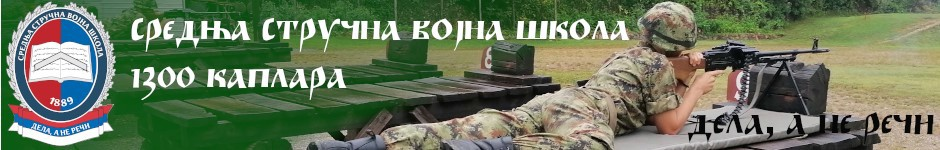 СРЕДЊА СТРУЧНА ВОЈНА ШКОЛА
1889
ДЕЛА, А НЕ РЕЧИ
СРЕДЊА СТРУЧНА ВОЈНА ШКОЛА
1300 КАПЛАРА
ДЕЛА, А НЕ РЕЧИ